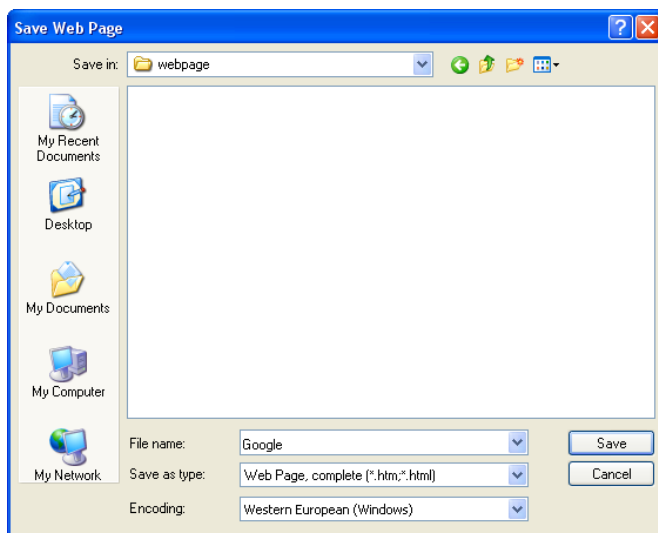 Save Web Page
Save in:
webpage
My Recent
Documents
Desktop
My Documents
My Computer
My Network
File name:
Google
Save
Save as type:
Web Page, complete (*.htm;*.html)
Cancel
Encoding:
Western European (Windows)